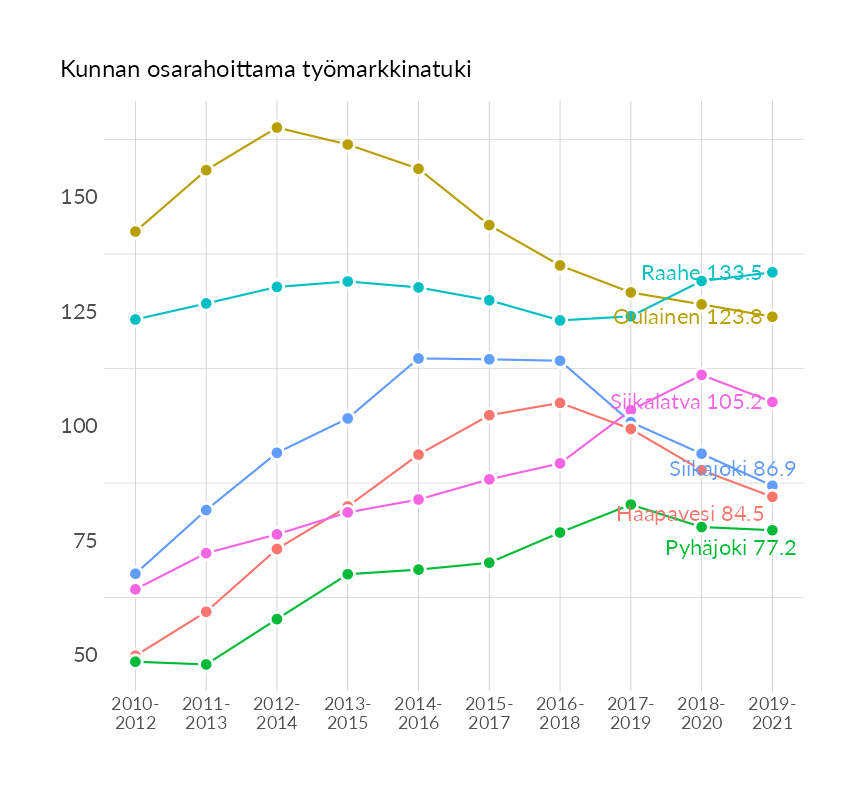 Kunnan osarahoittama työmarkkinatuki
150
125
100
75
50
Raahe 133.5
Oulainen 123.8
Siikalatva 105.2
Siikajoki 86.9
Haapavesi 84.5
Pyhäjoki 77.2
2010- 2011- 2012- 2013- 2014- 2015- 2016- 2017- 2018- 2019-
2012 2013 2014 2015 2016 2017 2018 2019 2020 2021